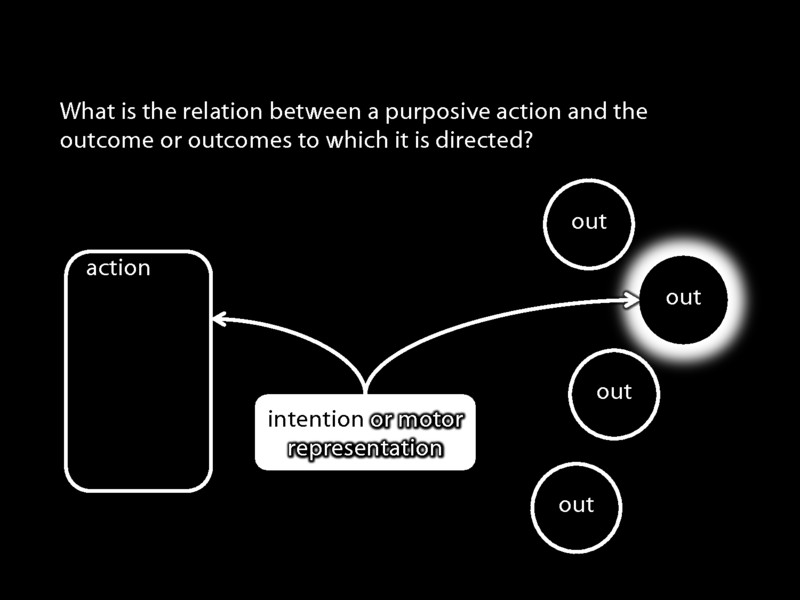 What is the relation between a purposive action and the
outcome or outcomes to which it is directed?
out
action
out
out
intention or motor
representation
out